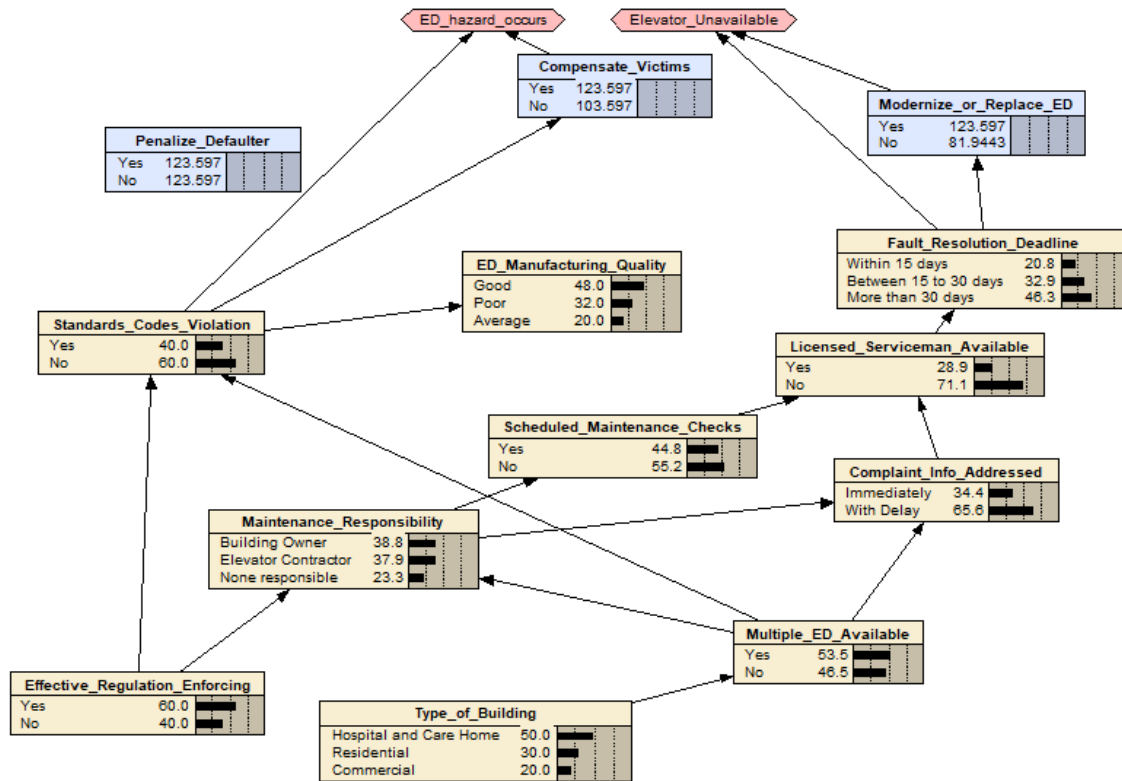 ED_hazard_occurs
Elevator_Unavailable
Compensate_Victims
Yes 123.597
No 103.597
Modernize_or_Replace_ED
Yes 123.597
No 81.9443
Penalize_Defaulter
Yes 123.597
No 123.597
Fault_Resolution_Deadline
Within 15 days 20.8
Between 15 to 30 days 32.9
More than 30 days 46.3
ED_Manufacturing_Quality
Good 48.0
Poor 32.0
Average 20.0
Standards_Codes_Violation
Yes 40.0
No 60.0
Licensed_Serviceman_Available
Yes 28.9
No 71.1
Scheduled_Maintenance_Checks
Yes 44.8
No 55.2
Complaint_Info_Addressed
Immediately 34.4
With Delay 65.6
Maintenance_Responsibility
Building Owner 38.8
Elevator Contractor 37.9
None responsible 23.3
Multiple_ED_Available
Yes 53.5
No 46.5
Effective_Regulation_Enforcing
Yes 60.0
No 40.0
Type_of_Building
Hospital and Care Home 50.0
Residential 30.0
Commercial 20.0